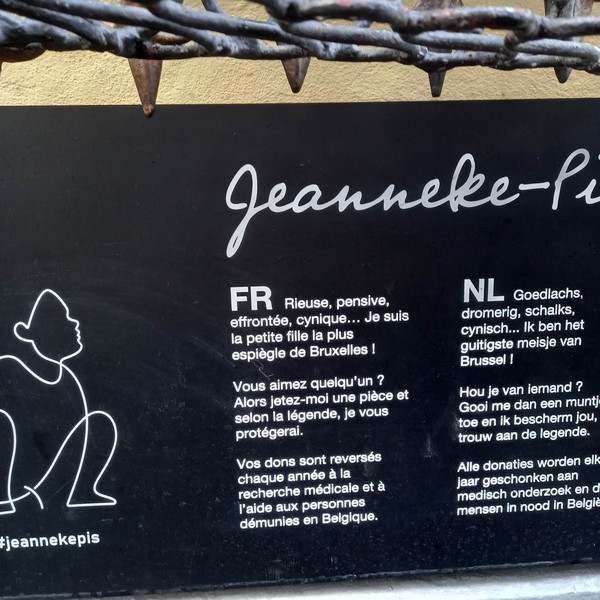 Jeanneke-Pi
FR Rieuse, pensive,
effrontée, cynique... Je suis
la petite fille la plus
espiègle de Bruxelles !
Vous aimez quelqu'un ?
Alors jetez-moi une pièce et
selon la légende, je vous
protégerai.
Vos dons sont reversés
chaque année à la
recherche médicale et à
l'aide aux personnes
démunies en Belgique.
NL Goedlachs,
dromerig, schalks,
cynisch... Ik ben het
guitigste meisje van
Brussel !
Hou je van iemand ?
Gooi me dan een muntj
toe en ik bescherm jou,
trouw aan de legende.
Alle donaties worden elk
jaar geschonken aan
medisch onderzoek en d
mensen in nood in België
#jeannekepis